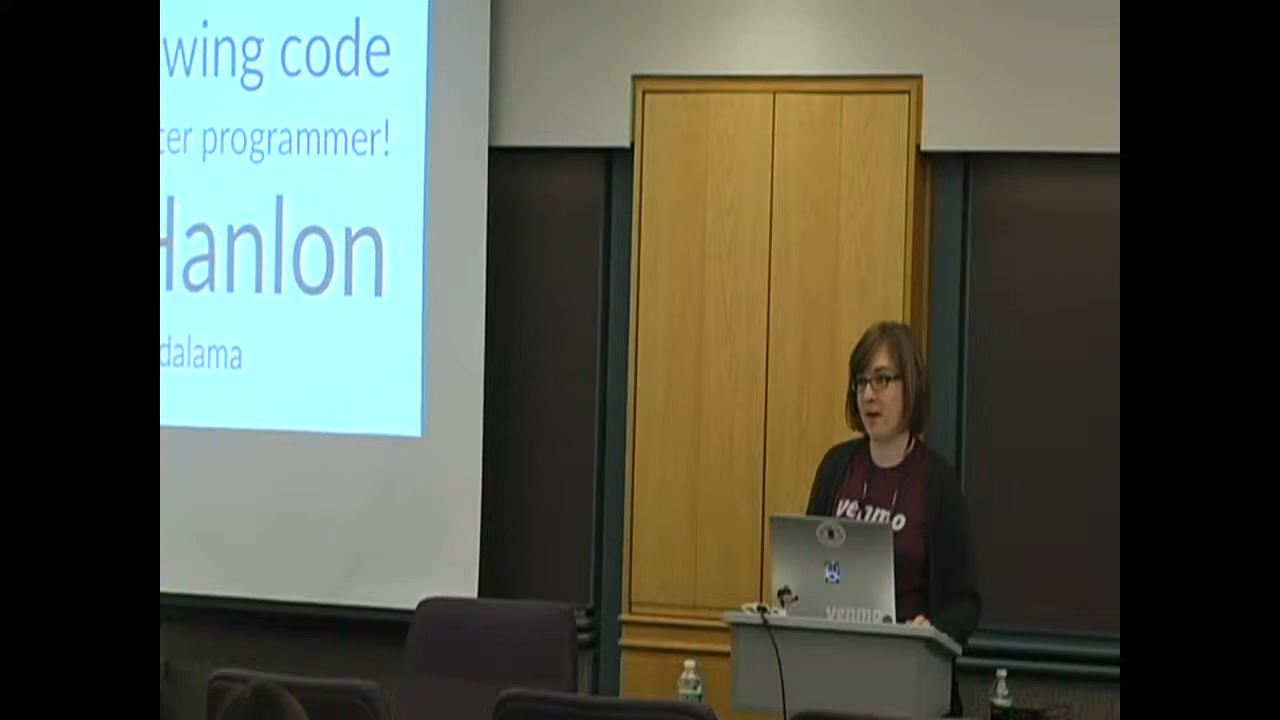 wing code
ter programmer!
Hanlon
dalama
venmo
venmo